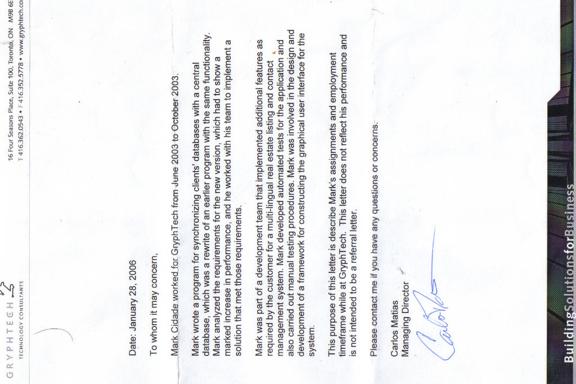 GRYPHTECH
TECHNOLOGY CONSULTANTS
16 Four Seasons Place, Suite 100, Toronto, ON M9B 6E
T 416.362.0543 • F 416.352.5778 • www.gryphtech.co
Date: January 28, 2006
To whom it may concern,
Mark Cidade worked for GryphTech from June 2003 to October 2003.
Mark wrote a program for synchronizing clients' databases with a central
database, which was a rewrite of an earlier program with the same functionality.
Mark analyzed the requirements for the new version, which had to show a
marked increase in performance, and he worked with his team to implement a
solution that met those requirements.
Mark was part of a development team that implemented additional features as
required by the customer for a multi-lingual real estate listing and contact
management system. Mark developed automated tests for the application and
also carried out manual testing procedures. Mark was involved in the design and
development of a framework for constructing the graphical user interface for the
system.
This purpose of this letter is describe Mark's assignments and employment
timeframe while at GryphTech. This letter does not reflect his performance and
is not intended to be a referral letter.
Please contact me if you have any questions or concerns.
Carlos Matias
Managing Director
BuildingSolutionsforBusiness